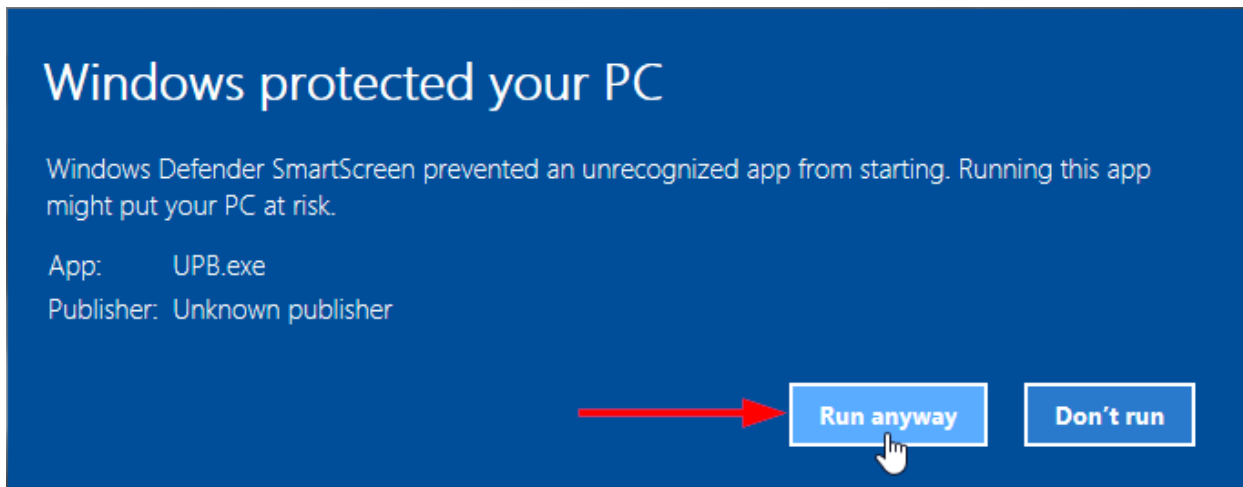 Windows protected your PC
Windows Defender SmartScreen prevented an unrecognized app from starting. Running this app
might put your PC at risk.
App: UPB.exe
Publisher: Unknown publisher
Run anyway
Don't run